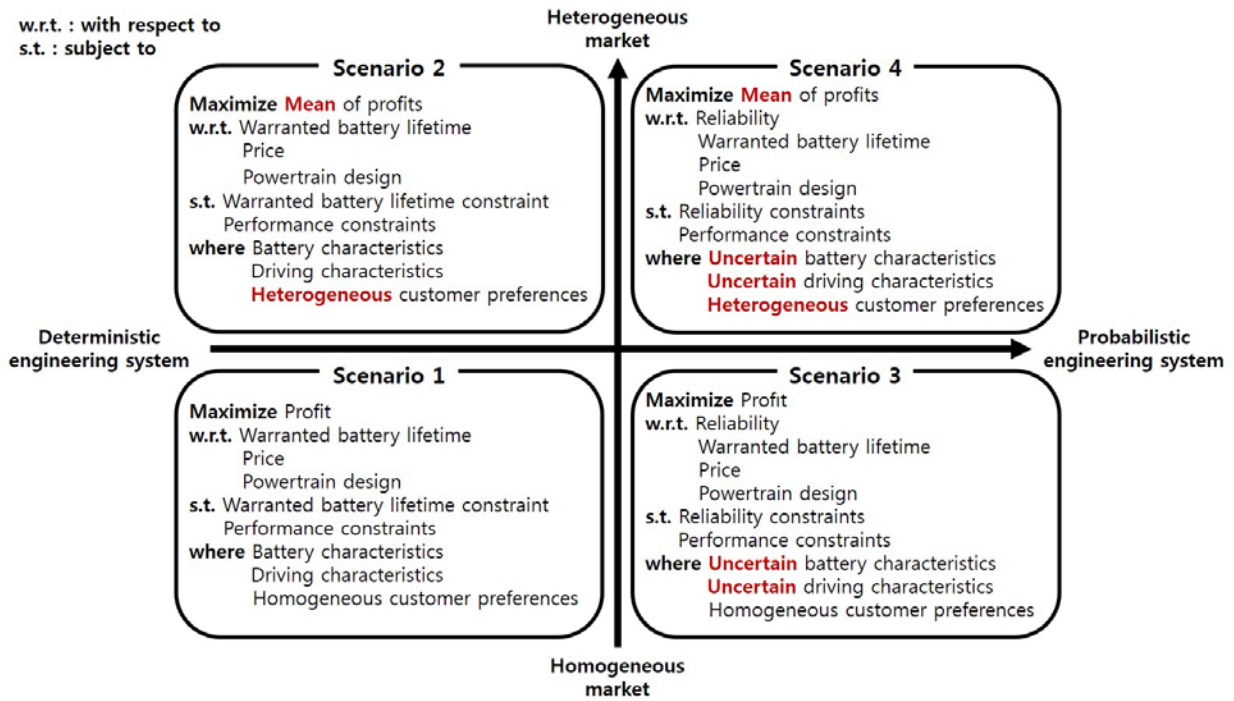 w.r.t. : with respect to
s.t. : subject to
Heterogeneous
market
Scenario 2
Maximize Mean of profits
w.r.t. Warranted battery lifetime
Price
Powertrain design
s.t. Warranted battery lifetime constraint
Performance constraints
where Battery characteristics
Driving characteristics
Heterogeneous customer preferences
Scenario 4
Maximize Mean of profits
w.r.t. Reliability
Warranted battery lifetime
Price
Powertrain design
s.t. Reliability constraints
Performance constraints
where Uncertain battery characteristics
Uncertain driving characteristics
Heterogeneous customer preferences
Deterministic
engineering system
Probabilistic
engineering system
Scenario 1
Maximize Profit
w.r.t. Warranted battery lifetime
Price
Powertrain design
s.t. Warranted battery lifetime constraint
Performance constraints
where Battery characteristics
Driving characteristics
Homogeneous customer preferences
Scenario 3
Maximize Profit
w.r.t. Reliability
Warranted battery lifetime
Price
Powertrain design
s.t. Reliability constraints
Performance constraints
where Uncertain battery characteristics
Uncertain driving characteristics
Homogeneous customer preferences
Homogeneous
market